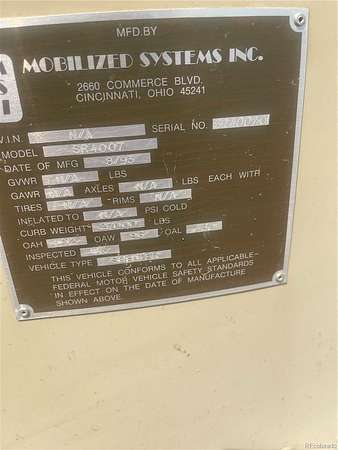 MFD.BY
MOBILIZED SYSTEMS INC.
2660 COMMERCE BLVD.
CINCINNATI, OHIO 45241
V.I.N. N/A SERIAL NO.
MODEL SR4007
DATE OF MFG 8/95
GVWR N/A LBS
GAWR N/A AXLES N/A LBS EACH WITH
TIRES N/A RIMS N/A
INFLATED TO N/A PSI COLD
CURB WEIGHT LBS
OAH OAW OAL
INSPECTED
VEHICLE TYPE
THIS VEHICLE CONFORMS TO ALL APPLICABLE
FEDERAL MOTOR VEHICLE SAFETY STANDARDS
IN EFFECT ON THE DATE OF MANUFACTURE
SHOWN ABOVE.
REcolorado